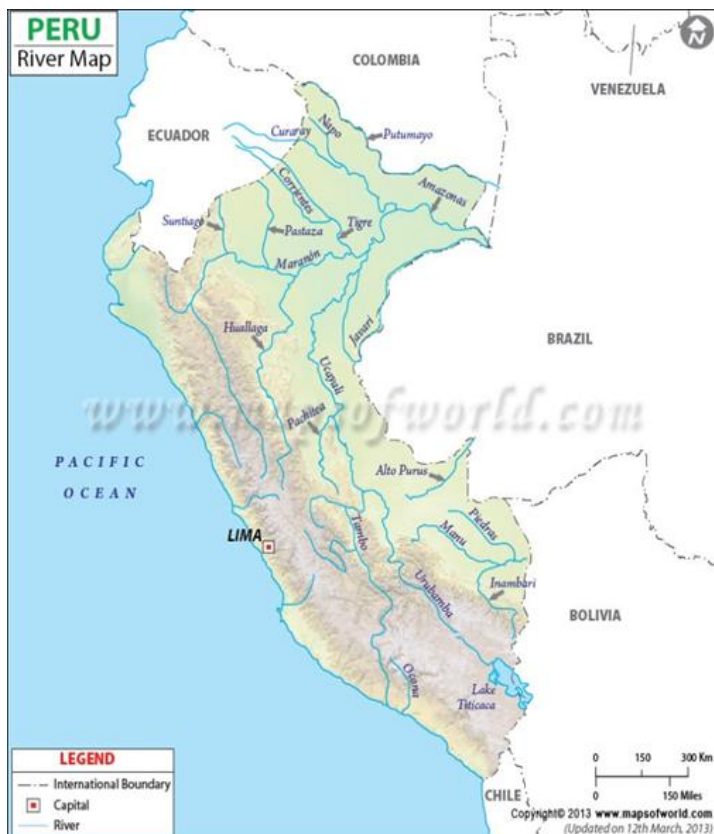 PERU
River Map
N
COLOMBIA
VENEZUELA
ECUADOR
Curaray
Napo
Putumayo
Corrientes
Amazonas
Suntiago
Pastaza
Tigre
Marañón
Huallaga
Javari
Ucayali
BRAZIL
www.mapsofworld.com
Pachitea
PACIFIC
OCEAN
Alto Purus
LIMA
Tambo
Piedras
Manu
Urubamba
Inambari
BOLIVIA
Ocona
Lake
Titicaca
LEGEND
International Boundary
Capital
River
0 150 300 Km
0 150 Miles
CHILE
Copyright© 2013 www.mapsofworld.com
(Updated on 12th March, 2013)